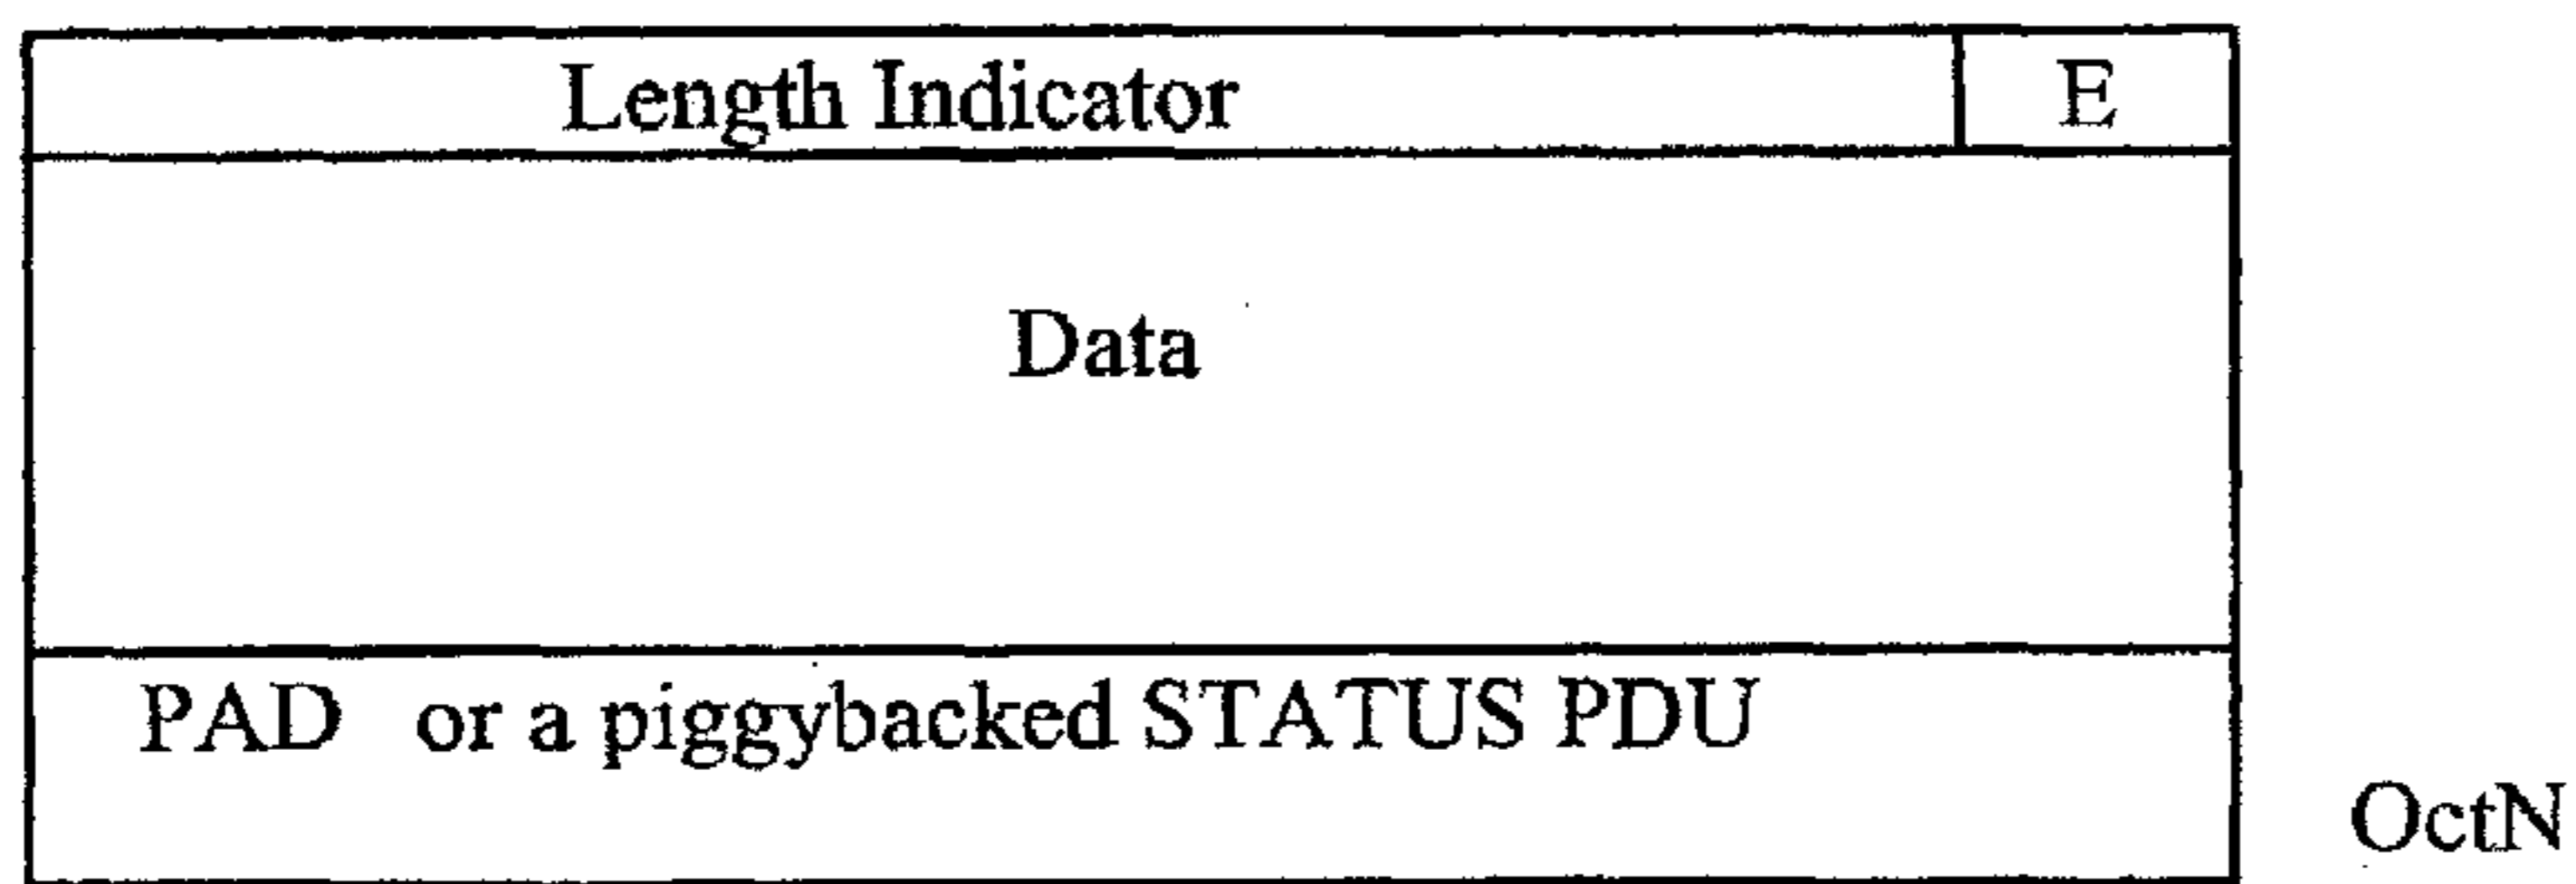 Length Indicator E
Data
PAD or a piggybacked STATUS PDU
OctN